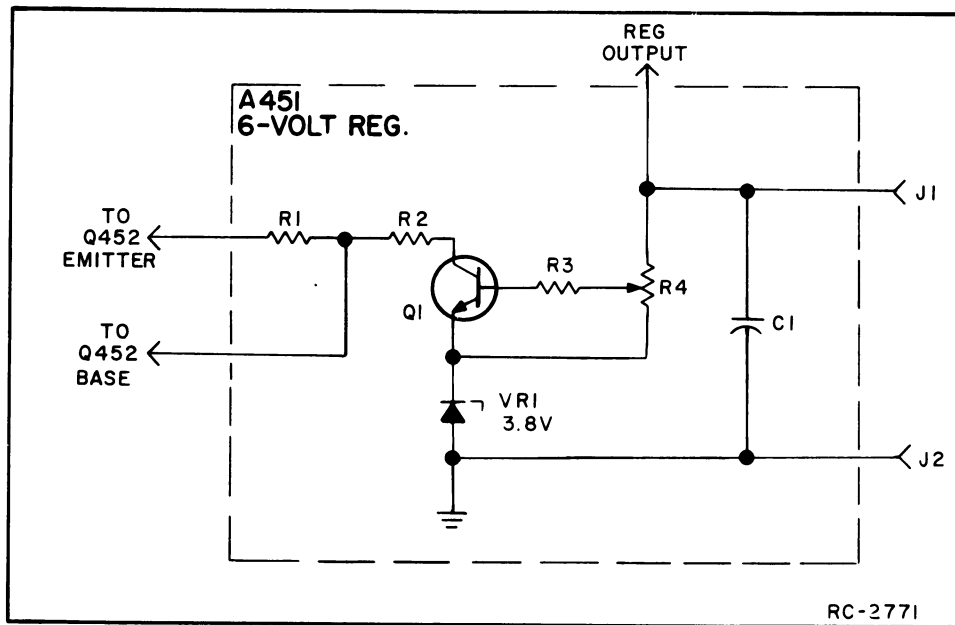 REG
OUTPUT
A451
6-VOLT REG.
J1
TO
Q452
EMITTER
R1
R2
R3
R4
Q1
C1
TO
Q452
BASE
VR1
3.8V
J2
RC-2771